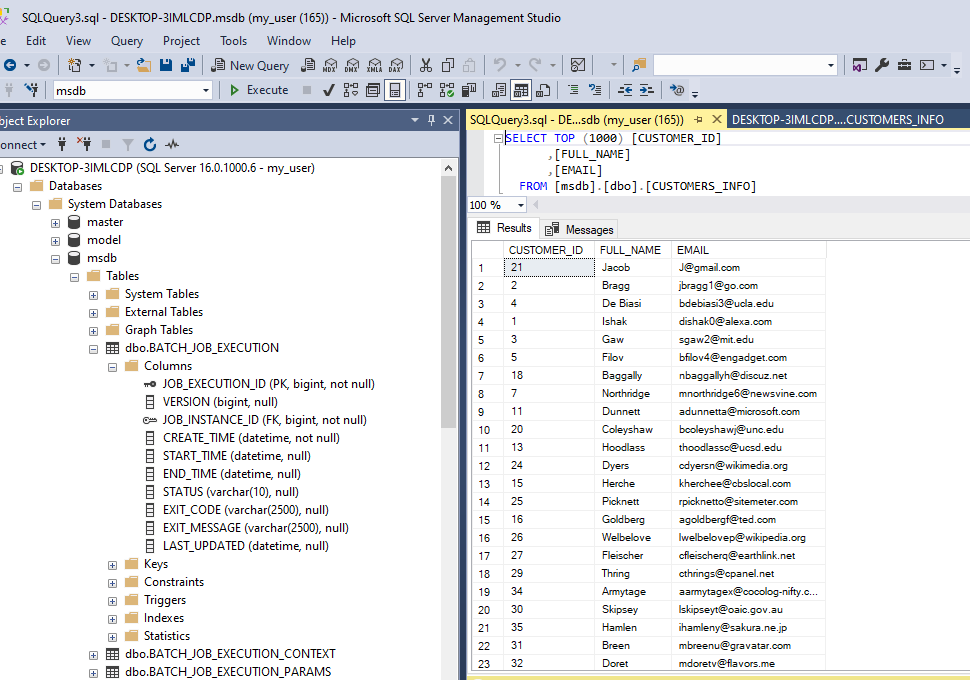 SQLQuery3.sql - DESKTOP-3IMLCDP.msdb (my_user (165)) - Microsoft SQL Server Management Studio
e Edit View Query Project Tools Window Help
New Query MDX DMX XMLA DAX
msdb Execute
bject Explorer
onnect
DESKTOP-3IMLCDP (SQL Server 16.0.1000.6 - my_user)
Databases
System Databases
master
model
msdb
Tables
System Tables
External Tables
Graph Tables
dbo.BATCH_JOB_EXECUTION
Columns
JOB_EXECUTION_ID (PK, bigint, not null)
VERSION (bigint, null)
JOB_INSTANCE_ID (FK, bigint, not null)
CREATE_TIME (datetime, not null)
START_TIME (datetime, null)
END_TIME (datetime, null)
STATUS (varchar(10), null)
EXIT_CODE (varchar(2500), null)
EXIT_MESSAGE (varchar(2500), null)
LAST_UPDATED (datetime, null)
Keys
Constraints
Triggers
Indexes
Statistics
dbo.BATCH_JOB_EXECUTION_CONTEXT
dbo.BATCH_JOB_EXECUTION_PARAMS
SQLQuery3.sql - DE...sdb (my_user (165)) DESKTOP-3IMLCDP....CUSTOMERS_INFO
SELECT TOP (1000) [CUSTOMER_ID]
,[FULL_NAME]
,[EMAIL]
FROM [msdb].[dbo].[CUSTOMERS_INFO]
100 %
Results Messages
CUSTOMER_ID FULL_NAME EMAIL
1 21 Jacob J@gmail.com
2 2 Bragg jbragg1@go.com
3 4 De Biasi bdebiasi3@ucla.edu
4 1 Ishak dishak0@alexa.com
5 3 Gaw sgaw2@mit.edu
6 5 Filov bfilov4@engadget.com
7 18 Baggally nbaggallyh@discuz.net
8 7 Northridge mnorthridge6@newsvine.com
9 11 Dunnett adunnetta@microsoft.com
10 20 Coleyshaw bcoleyshawj@unc.edu
11 13 Hoodlass thoodlassc@ucsd.edu
12 24 Dyers cdyersn@wikimedia.org
13 15 Herche kherchee@cbslocal.com
14 25 Picknett rpicknetto@sitemeter.com
15 16 Goldberg agoldbergf@ted.com
16 26 Welbelove lwelbelovep@wikipedia.org
17 27 Fleischer cfleischerq@earthlink.net
18 29 Thring cthrings@cpanel.net
19 34 Armytage aarmytagex@cocolog-nifty.c...
20 30 Skipsey lskipseyt@oaic.gov.au
21 35 Hamlen ihamleny@sakura.ne.jp
22 31 Breen mbreenu@gravatar.com
23 32 Doret mdoretv@flavors.me